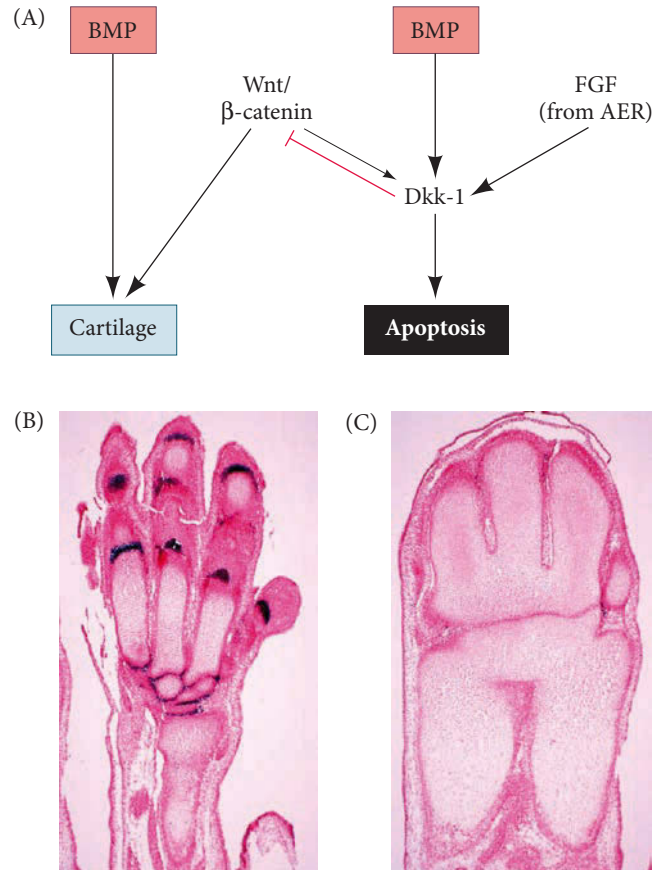 (A)
BMP
BMP
Wnt/
β-catenin
FGF
(from AER)
Dkk-1
Cartilage
Apoptosis
(B)
(C)